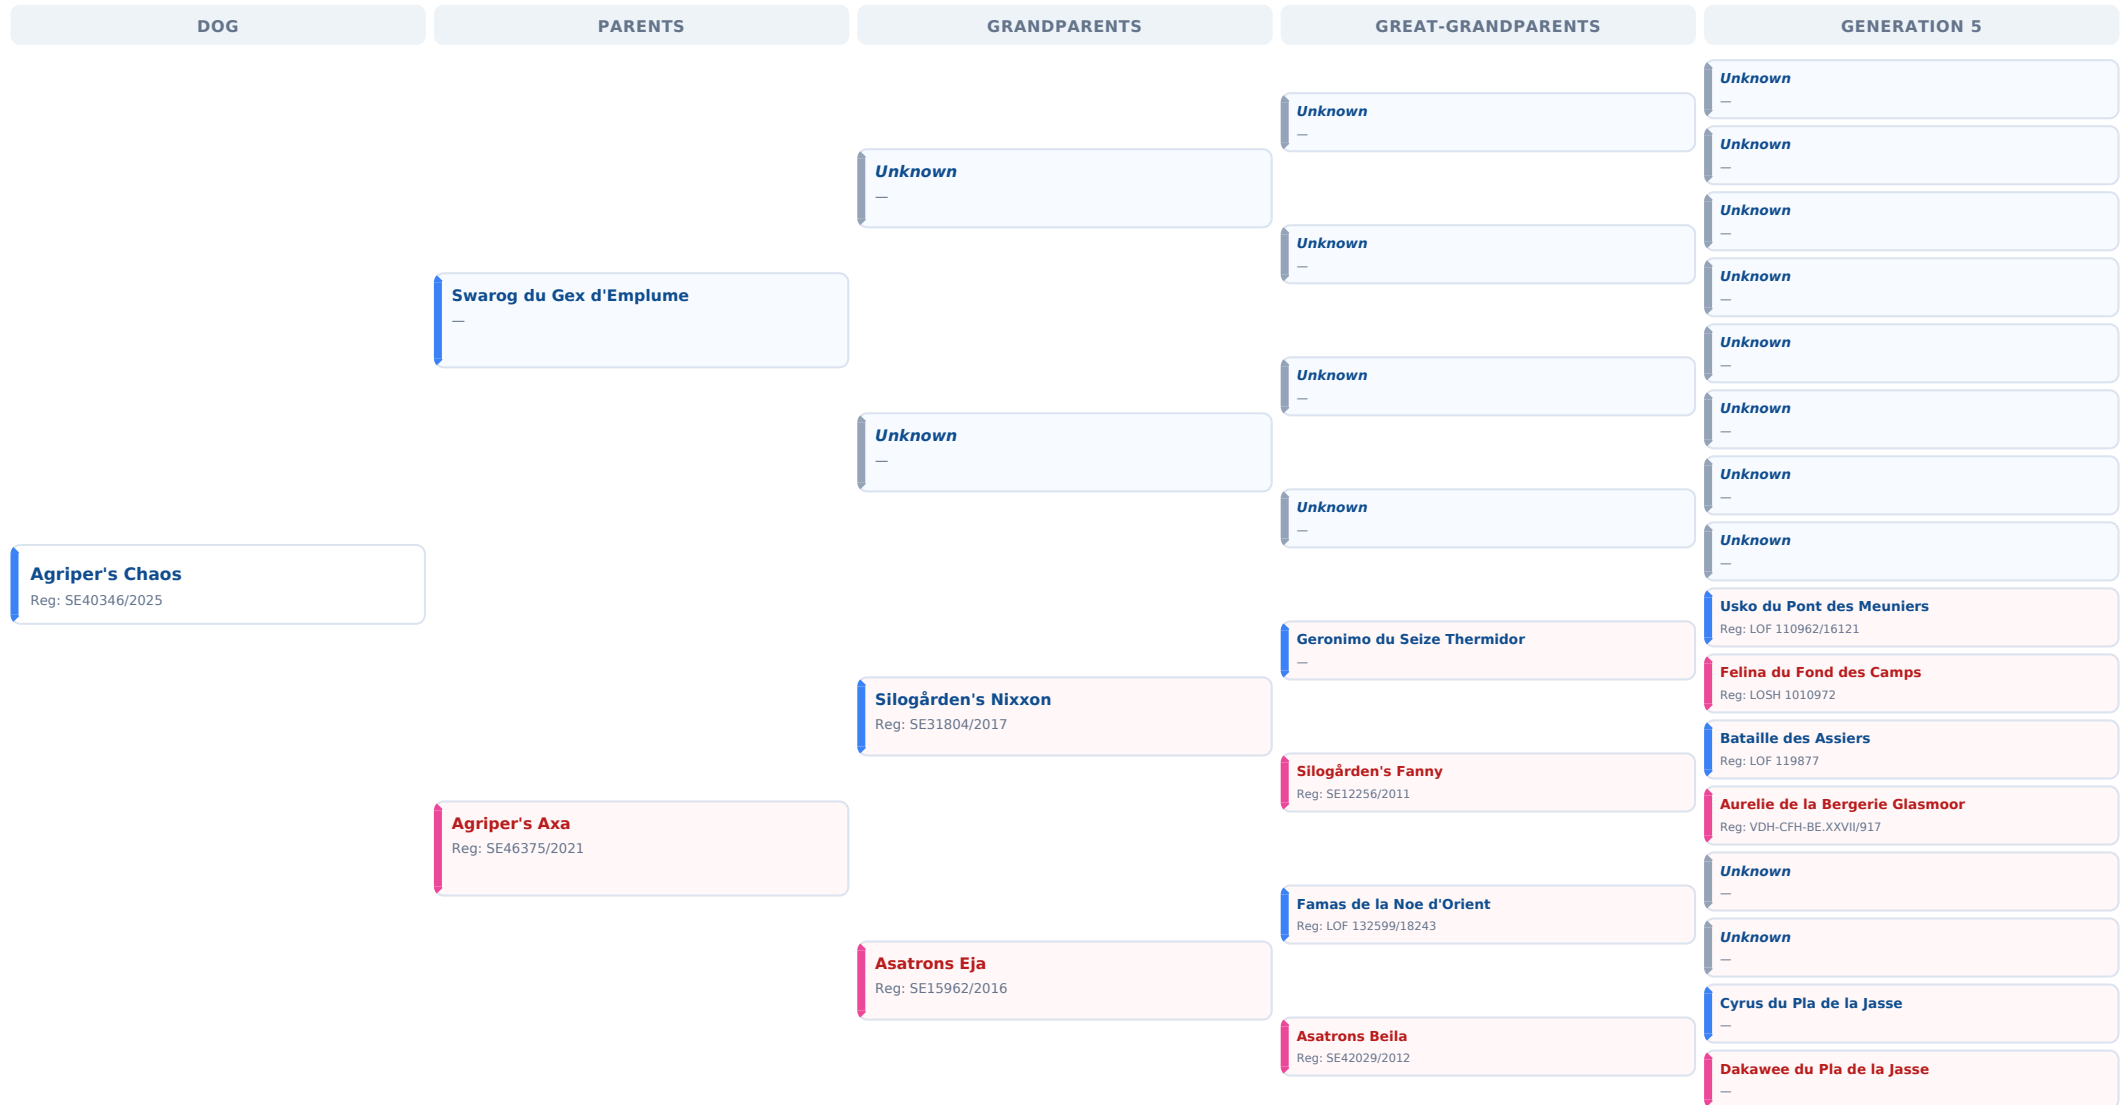 DOG
PARENTS
GRANDPARENTS
GREAT-GRANDPARENTS
GENERATION 5
Agriper's Chaos
Reg: SE40346/2025
Swarog du Gex d'Emplume
—
Agriper's Axa
Reg: SE46375/2021
Unknown
—
Unknown
—
Silogården's Nixxon
Reg: SE31804/2017
Asatrons Eja
Reg: SE15962/2016
Unknown
—
Unknown
—
Unknown
—
Unknown
—
Geronimo du Seize Thermidor
—
Silogården's Fanny
Reg: SE12256/2011
Famas de la Noe d'Orient
Reg: LOF 132599/18243
Asatrons Beila
Reg: SE42029/2012
Unknown
—
Unknown
—
Unknown
—
Unknown
—
Unknown
—
Unknown
—
Unknown
—
Unknown
—
Usko du Pont des Meuniers
Reg: LOF 110962/16121
Felina du Fond des Camps
Reg: LOSH 1010972
Bataille des Assiers
Reg: LOF 119877
Aurelie de la Bergerie Glasmoor
Reg: VDH-CFH-BE.XXVII/917
Unknown
—
Unknown
—
Cyrus du Pla de la Jasse
—
Dakawee du Pla de la Jasse
—